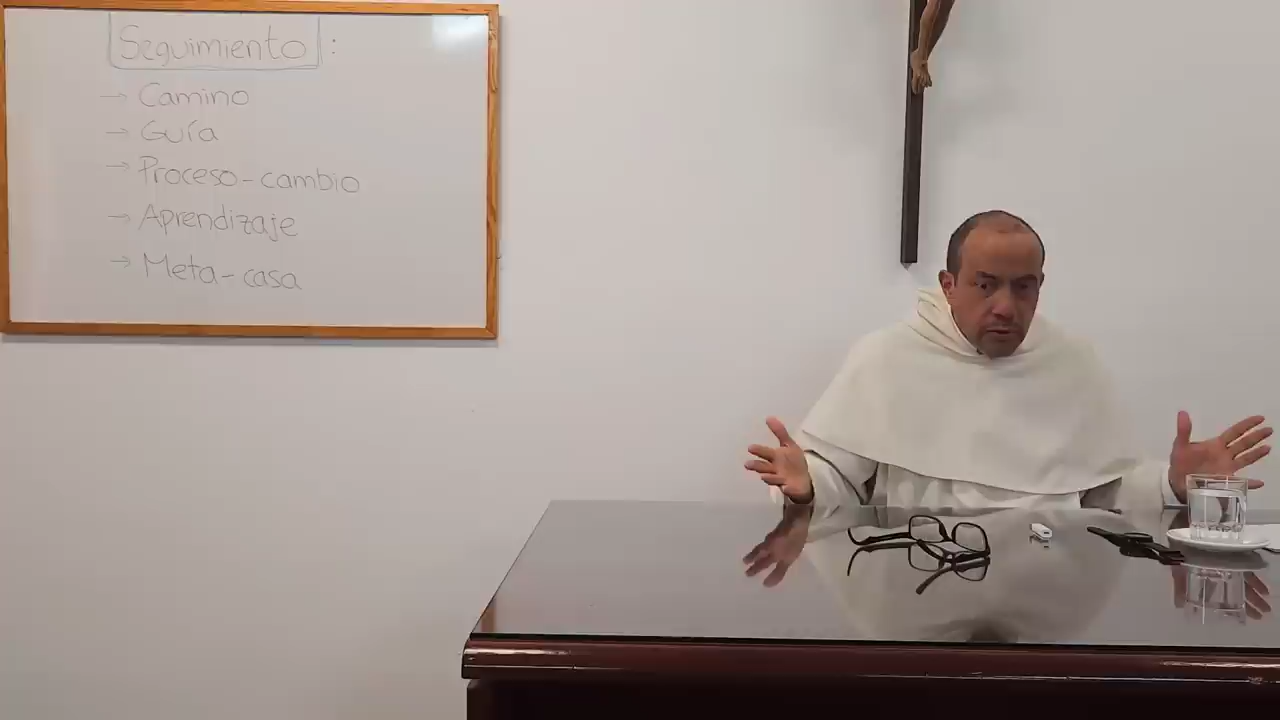 Seguimiento :
→ Camino
→ Guía
→ Proceso-cambio
→ Aprendizaje
→ Meta-casa